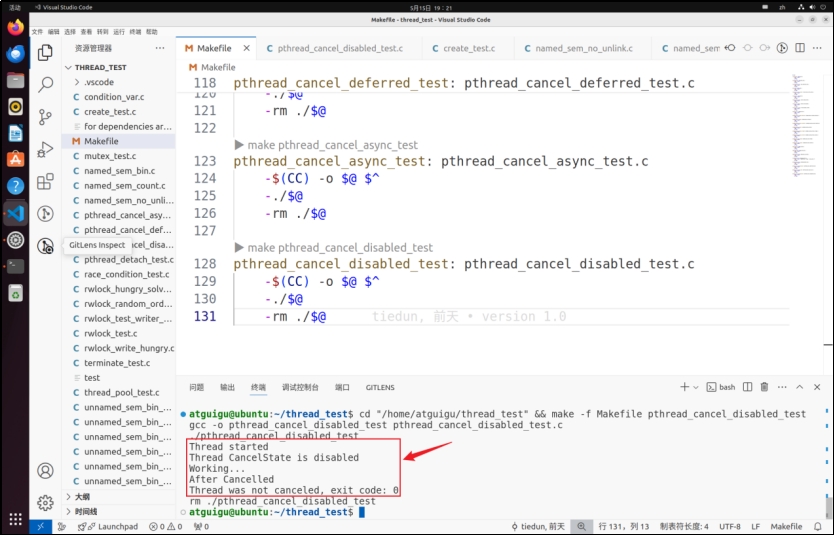 活动
Visual Studio Code
5月15日 19:21
zh
Makefile - thread_test - Visual Studio Code
文件 编辑 选择 查看 转到 运行 终端 帮助
资源管理器
THREAD_TEST
.vscode
condition_var.c
create_test.c
for dependencies ar...
Makefile
mutex_test.c
named_sem_bin.c
named_sem_count.c
named_sem_no_unli...
pthread_cancel_asy...
pthread_cancel_def...
GitLens Inspect
cel_disa...
pthread_detach_test.c
race_condition_test.c
rwlock_hungry_solv...
rwlock_random_ord...
rwlock_test_writer_...
rwlock_test.c
rwlock_write_hungry.c
terminate_test.c
test
thread_pool_test.c
unnamed_sem_bin_...
unnamed_sem_bin_...
unnamed_sem_bin_...
unnamed_sem_bin_...
unnamed_sem_bin_...
unnamed_sem_bin_...
大纲
时间线
Makefile
pthread_cancel_disabled_test.c
create_test.c
named_sem_no_unlink.c
named_sem
Makefile
118 pthread_cancel_deferred_test: pthread_cancel_deferred_test.c
120 -./$@
121 -rm ./$@
122
make pthread_cancel_async_test
123 pthread_cancel_async_test: pthread_cancel_async_test.c
124 -$(CC) -o $@ $^
125 -./$@
126 -rm ./$@
127
make pthread_cancel_disabled_test
128 pthread_cancel_disabled_test: pthread_cancel_disabled_test.c
129 -$(CC) -o $@ $^
130 -./$@
131 -rm ./$@ tiedun, 前天 • version 1.0
问题 输出 终端 调试控制台 端口 GITLENS
bash
atguigu@ubuntu:~/thread_test$ cd "/home/atguigu/thread_test" && make -f Makefile pthread_cancel_disabled_test
gcc -o pthread_cancel_disabled_test pthread_cancel_disabled_test.c
./pthread_cancel_disabled_test
Thread started
Thread CancelState is disabled
Working...
After Cancelled
Thread was not canceled, exit code: 0
rm ./pthread_cancel_disabled_test
atguigu@ubuntu:~/thread_test$
Launchpad
0 0
0
tiedun, 前天
行 131，列 13
制表符长度: 4
UTF-8
LF
Makefile